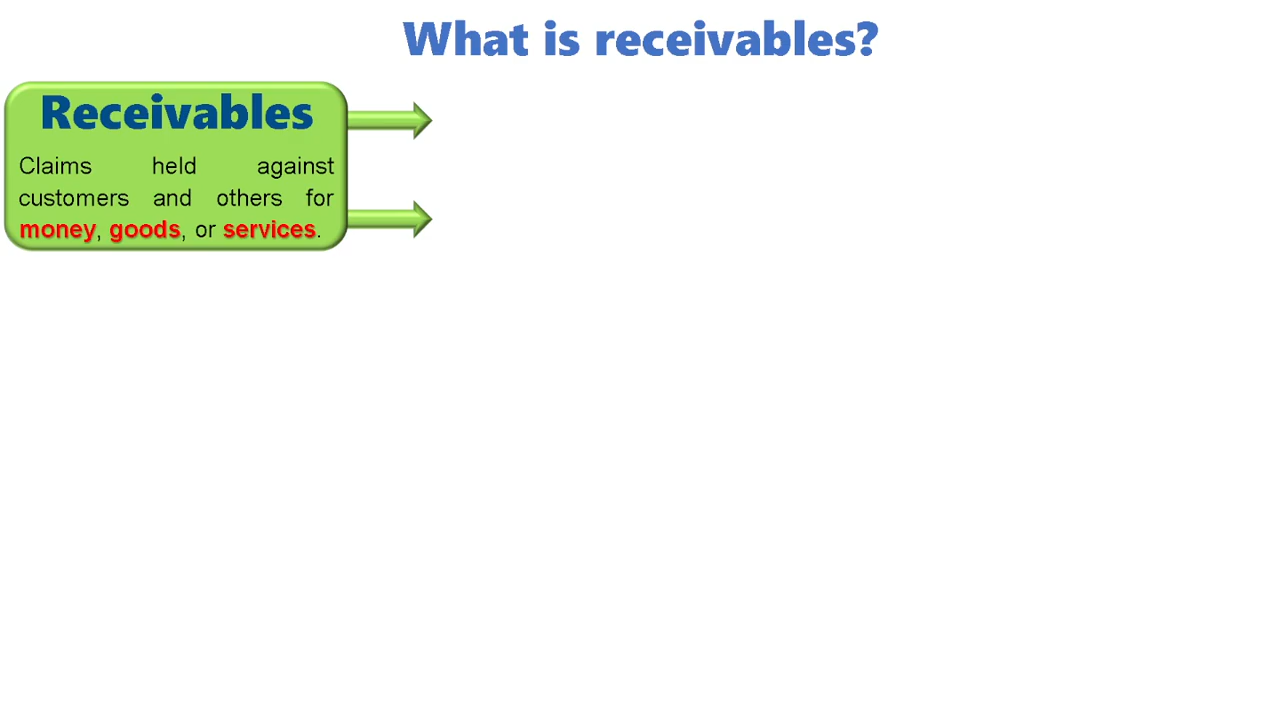 What is receivables?
Receivables
Claims held against
customers and others for
money, goods, or services.